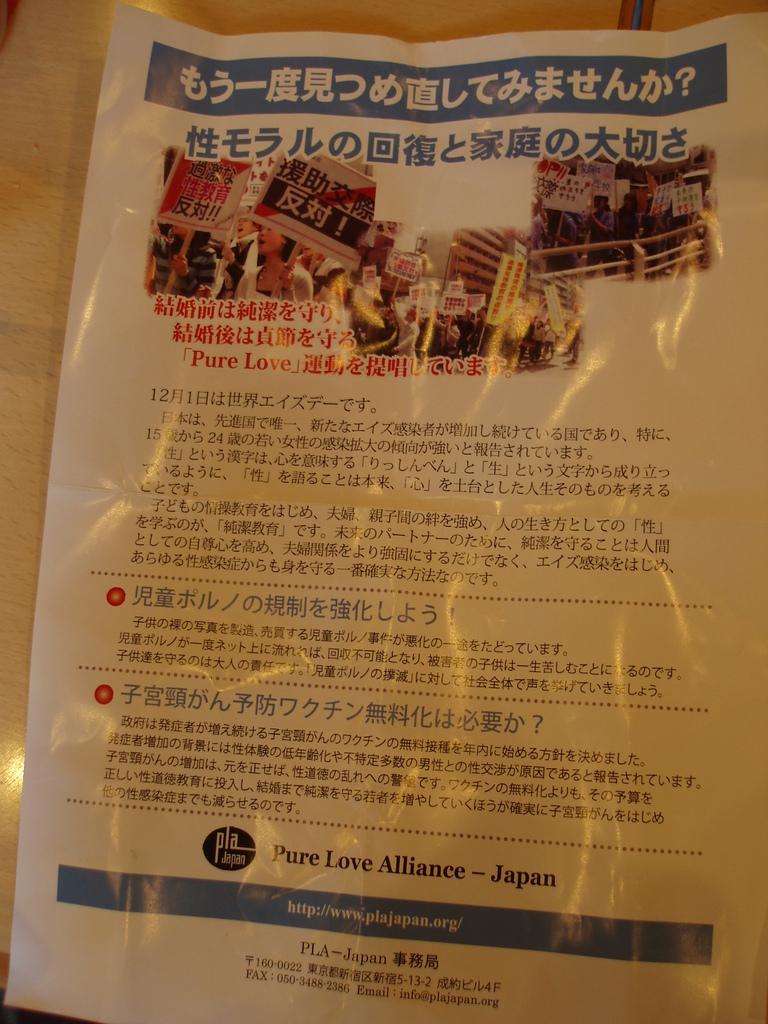 もう一度見つめ直してみませんか?
性モラルの回復と家庭の大切さ
過激な
性教育
反対!!
援助交際
反対!
結婚前は純潔を守り、
結婚後は貞節を守る
「Pure Love」運動を提唱しています。
12月1日は世界エイズデーです。
日本は、先進国で唯一、新たなエイズ感染者が増加し続けている国であり、特に、
15歳から24歳の若い女性の感染拡大の傾向が強いと報告されています。
「性」という漢字は、心を意味する「りっしんべん」と「生」という文字から成り立っ
ているように、「性」を語ることは本来、「心」を土台とした人生そのものを考える
ことです。
子どもの情操教育をはじめ、夫婦、親子間の絆を強め、人の生き方としての「性」
を学ぶのが、「純潔教育」です。未来のパートナーのために、純潔を守ることは人間
としての自尊心を高め、夫婦関係をより強固にするだけでなく、エイズ感染をはじめ、
あらゆる性感染症からも身を守る一番確実な方法なのです。
児童ポルノの規制を強化しよう!
子供の裸の写真を製造、売買する児童ポルノ事件が悪化の一途をたどっています。
児童ポルノが一度ネット上に流れれば、回収不可能となり、被害者の子供は一生苦しむことになるのです。
子供達を守るのは大人の責任です。「児童ポルノの撲滅」に対して社会全体で声を挙げていきましょう。
子宮頸がん予防ワクチン無料化は必要か?
政府は発症者が増え続ける子宮頸がんのワクチンの無料接種を年内に始める方針を決めました。
発症者増加の背景には性体験の低年齢化や不特定多数の男性との性交渉が原因であると報告されています。
子宮頸がんの増加は、元を正せば、性道徳の乱れへの警鐘です。ワクチンの無料化よりも、その予算を
正しい性道徳教育に投入し、結婚まで純潔を守る若者を増やしていくほうが確実に子宮頸がんをはじめ
他の性感染症までも減らせるのです。
pla
Japan
Pure Love Alliance – Japan
http://www.plajapan.org/
PLA－Japan 事務局
〒160-0022 東京都新宿区新宿5-13-2 成約ビル4F
FAX：050-3488-2386 Email：info@plajapan.org